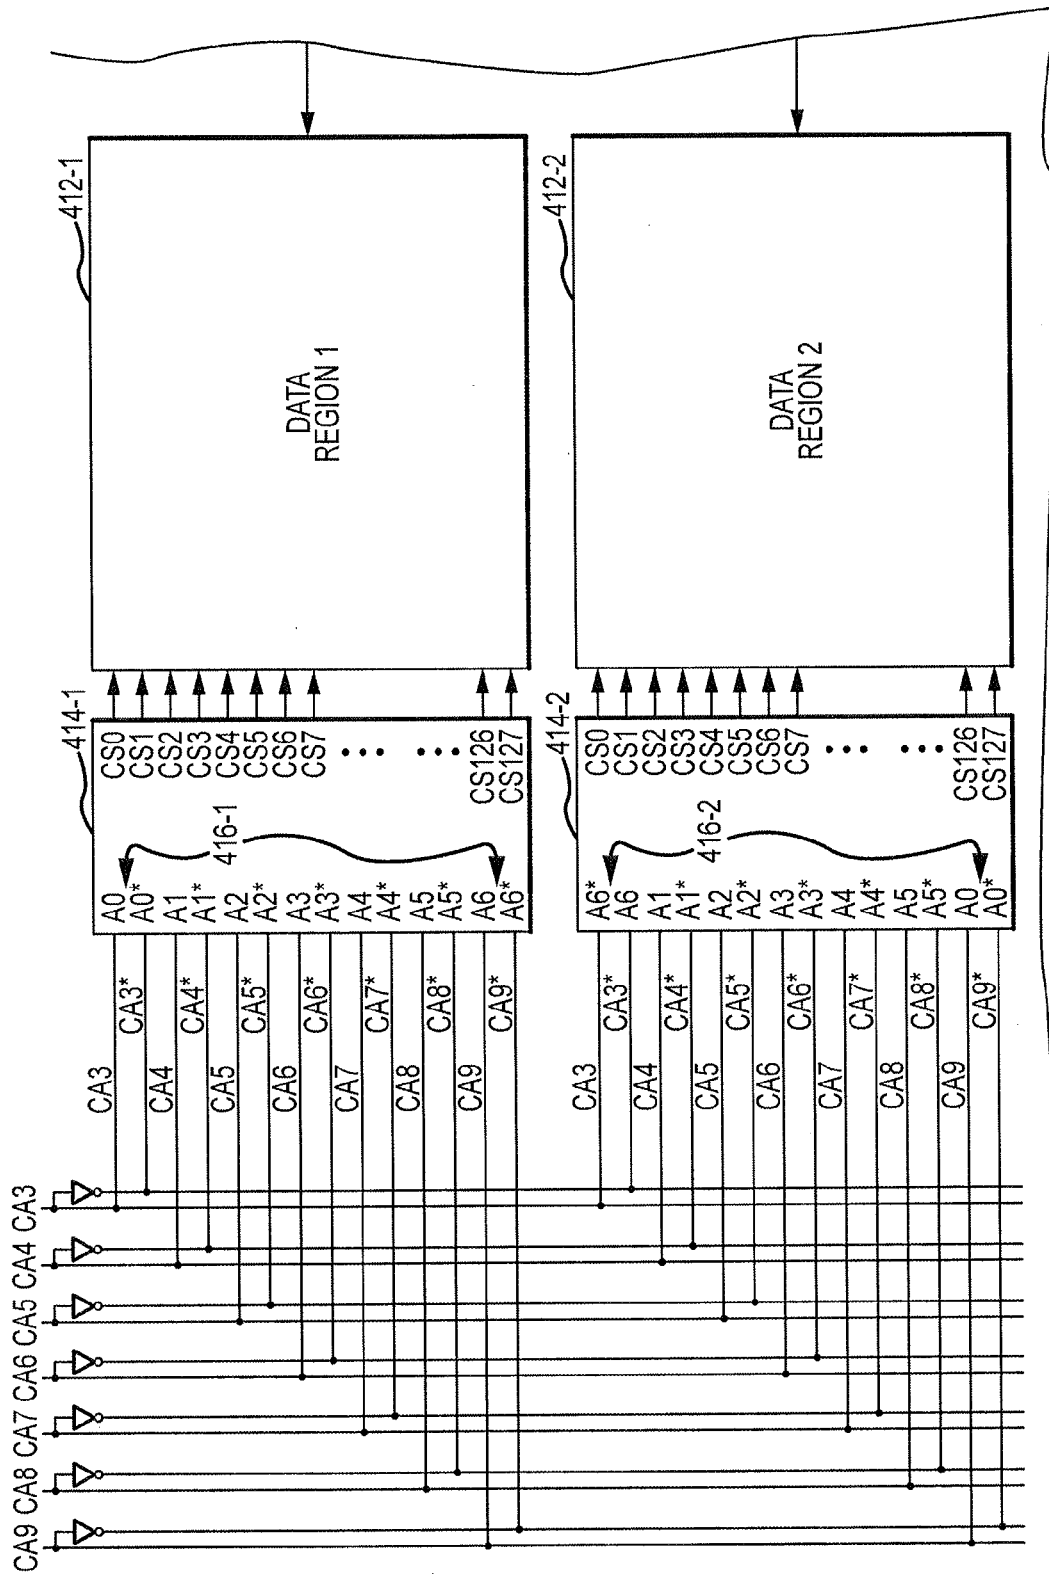 412-1
DATA
REGION 1
414-1
CS0
CS1
CS2
CS3
CS4
CS5
CS6
CS7
CS126
CS127
416-1
A0
A0*
A1
A1*
A2
A2*
A3
A3*
A4
A4*
A5
A5*
A6
A6*
CA3
CA3*
CA4
CA4*
CA5
CA5*
CA6
CA6*
CA7
CA7*
CA8
CA8*
CA9
CA9*
412-2
DATA
REGION 2
414-2
CS0
CS1
CS2
CS3
CS4
CS5
CS6
CS7
CS126
CS127
416-2
A6*
A6
A1
A1*
A2
A2*
A3
A3*
A4
A4*
A5
A5*
A0
A0*
CA3
CA3*
CA4
CA4*
CA5
CA5*
CA6
CA6*
CA7
CA7*
CA8
CA8*
CA9
CA9*
CA3
CA4
CA5
CA6
CA7
CA8
CA9